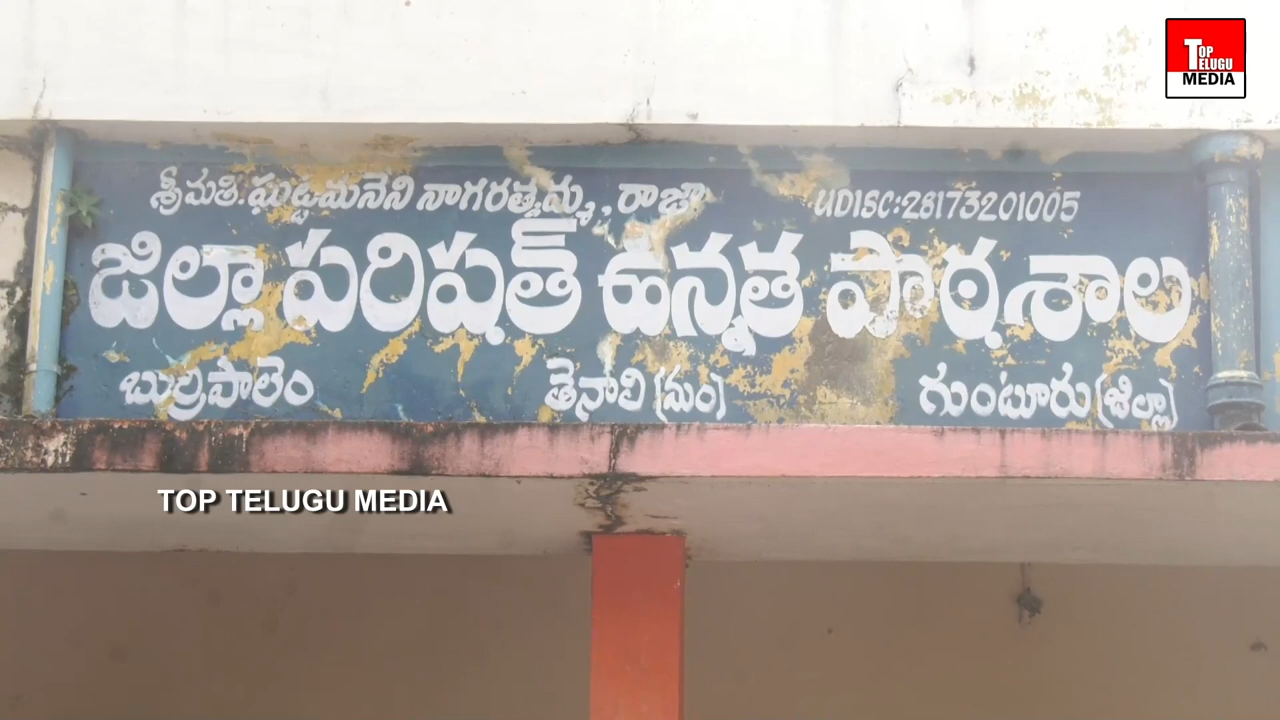 TOP
TELUGU
MEDIA
శ్రీమతి. ఘట్టమనేని నాగరత్నమ్మ, రాజా
UDISC:28173201005
జిల్లా పరిషత్ ఉన్నత పాఠశాల
బుర్రిపాలెం తెనాలి (మం) గుంటూరు (జిల్లా)
TOP TELUGU MEDIA